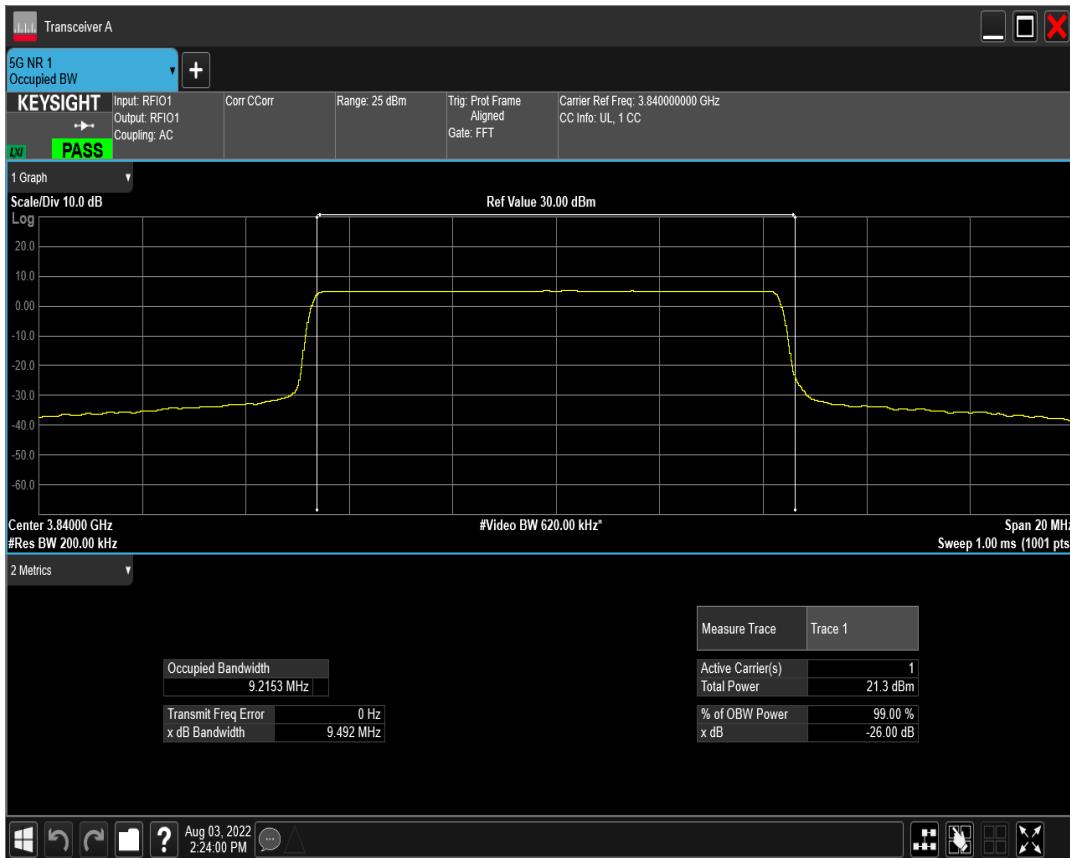 Transceiver A
5G NR 1
Occupied BW
KEYSIGHT
LXI
PASS
Input: RFIO1
Output: RFIO1
Coupling: AC
Corr CCorr
Range: 25 dBm
Trig: Prot Frame
Aligned
Gate: FFT
Carrier Ref Freq: 3.840000000 GHz
CC Info: UL, 1 CC
1 Graph
Scale/Div 10.0 dB
Ref Value 30.00 dBm
Log
20.0
10.0
0.00
-10.0
-20.0
-30.0
-40.0
-50.0
-60.0
Center 3.84000 GHz
#Video BW 620.00 kHz*
Span 20 MHz
#Res BW 200.00 kHz
Sweep 1.00 ms (1001 pts
2 Metrics
Measure Trace Trace 1
Occupied Bandwidth
9.2153 MHz
Active Carrier(s) 1
Total Power 21.3 dBm
Transmit Freq Error 0 Hz
x dB Bandwidth 9.492 MHz
% of OBW Power 99.00 %
x dB -26.00 dB
?
Aug 03, 2022
2:24:00 PM